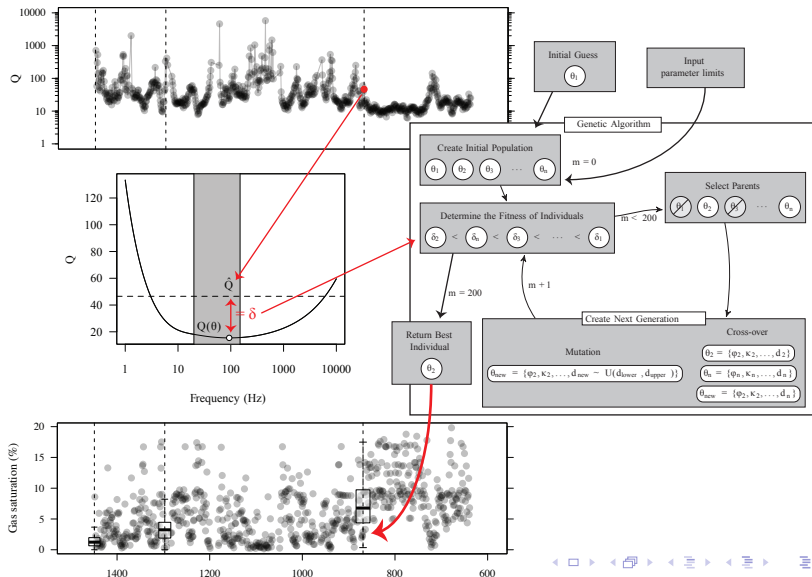 10000
1000
100
10
1
Q
Initial Guess
θ1
Input
parameter limits
Genetic Algorithm
Create Initial Population
θ1 θ2 θ3 ··· θn
m = 0
Determine the Fitness of Individuals
δ2 < δn < δ3 < ··· < δ1
m < 200
Select Parents
θ1 θ2 θ3 ··· θn
m = 200
m + 1
Return Best
Individual
θ2
Create Next Generation
Mutation
θnew = {φ2, κ2, . . . , dnew ~ U(dlower, dupper)}
Cross-over
θ2 = {φ2, κ2, . . . , d2}
θn = {φn, κn, . . . , dn}
θnew = {φ2, κ2, . . . , dn}
120
100
80
60
40
20
Q
Q̂
= δ
Q(θ)
1
100
10000
Frequency (Hz)
20
15
10
5
0
Gas saturation (%)
1400
1200
1000
800
600